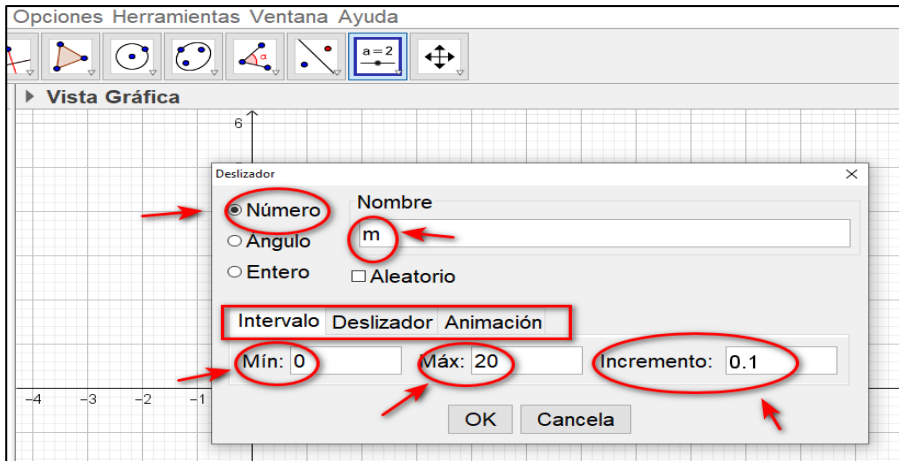 Opciones Herramientas Ventana Ayuda
a = 2
α
Vista Gráfica
6
Deslizador
Número
Nombre
m
Angulo
Entero
Aleatorio
Intervalo Deslizador Animación
Mín: 0 Máx: 20 Incremento: 0.1
-4 -3 -2 -1
OK Cancela